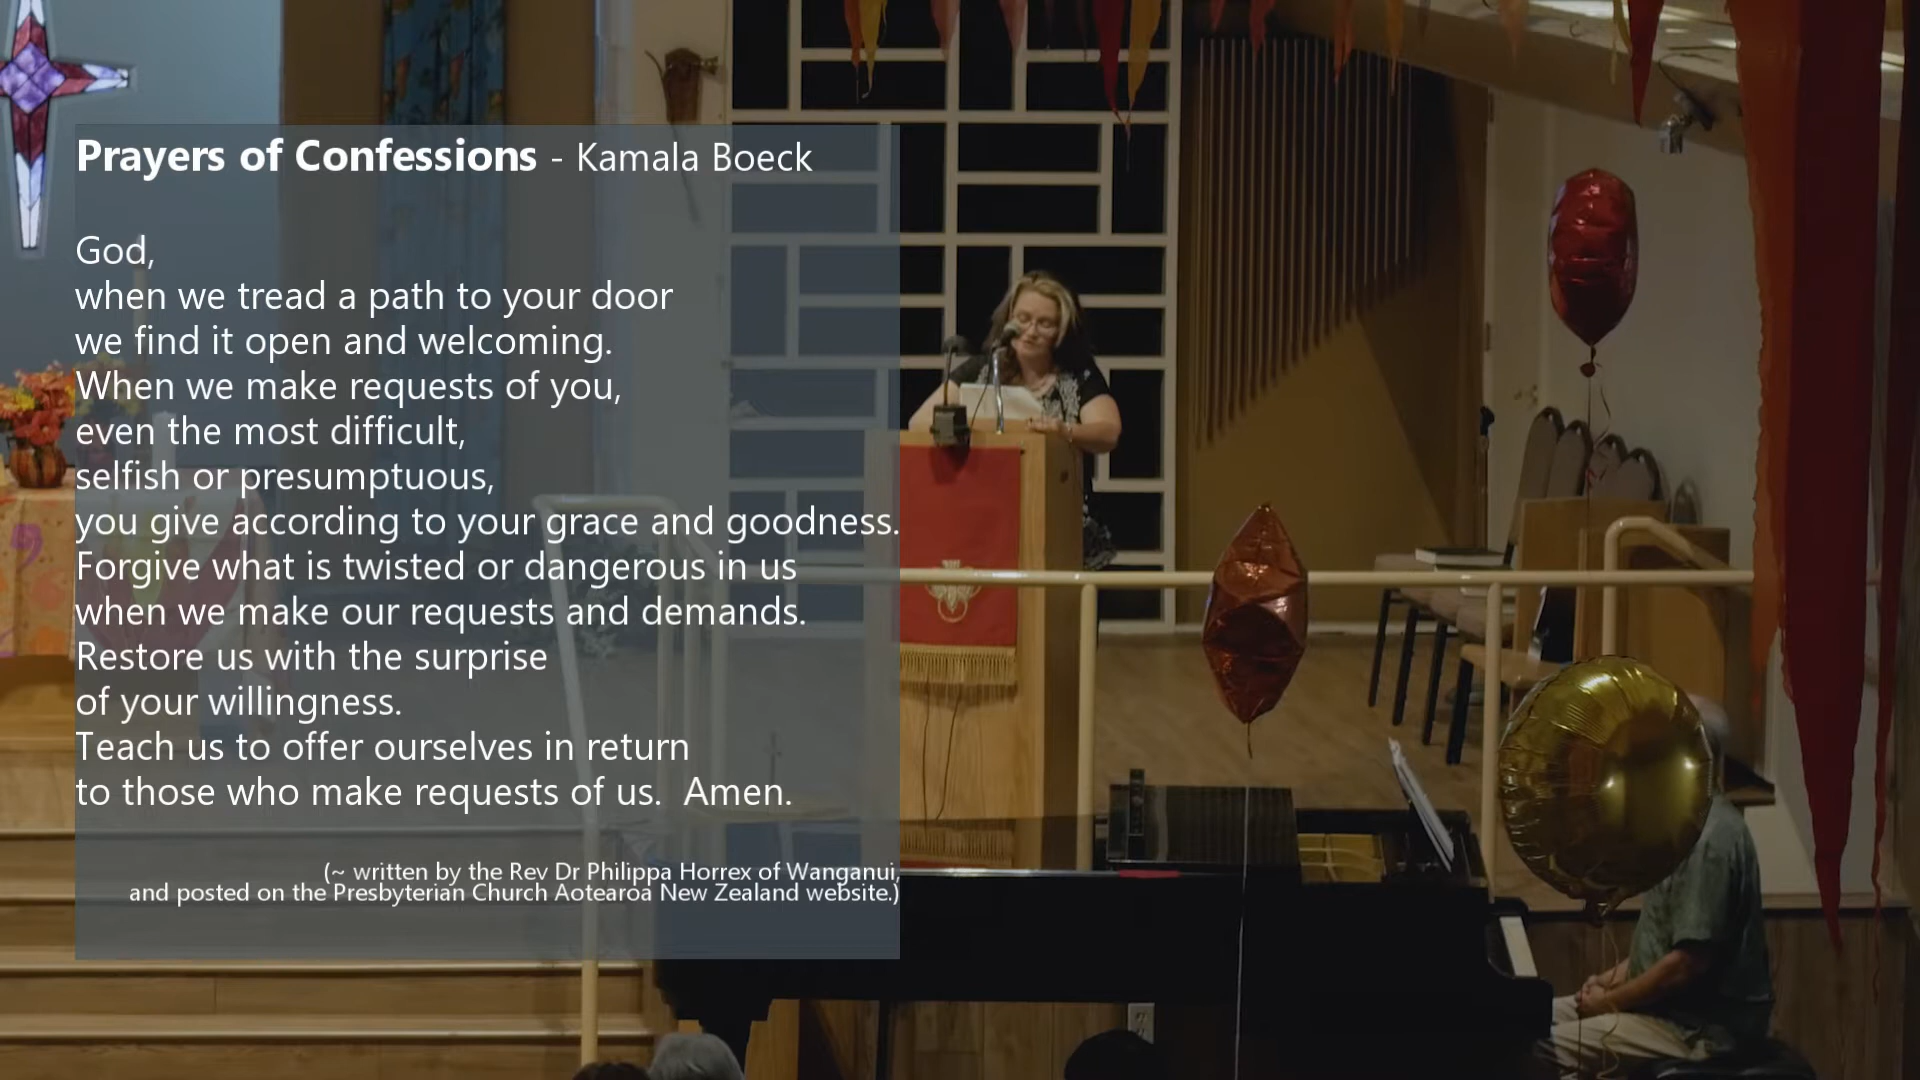 Prayers of Confessions - Kamala Boeck
God,
when we tread a path to your door
we find it open and welcoming.
When we make requests of you,
even the most difficult,
selfish or presumptuous,
you give according to your grace and goodness.
Forgive what is twisted or dangerous in us
when we make our requests and demands.
Restore us with the surprise
of your willingness.
Teach us to offer ourselves in return
to those who make requests of us.  Amen.
(~ written by the Rev Dr Philippa Horrex of Wanganui,
and posted on the Presbyterian Church Aotearoa New Zealand website.)